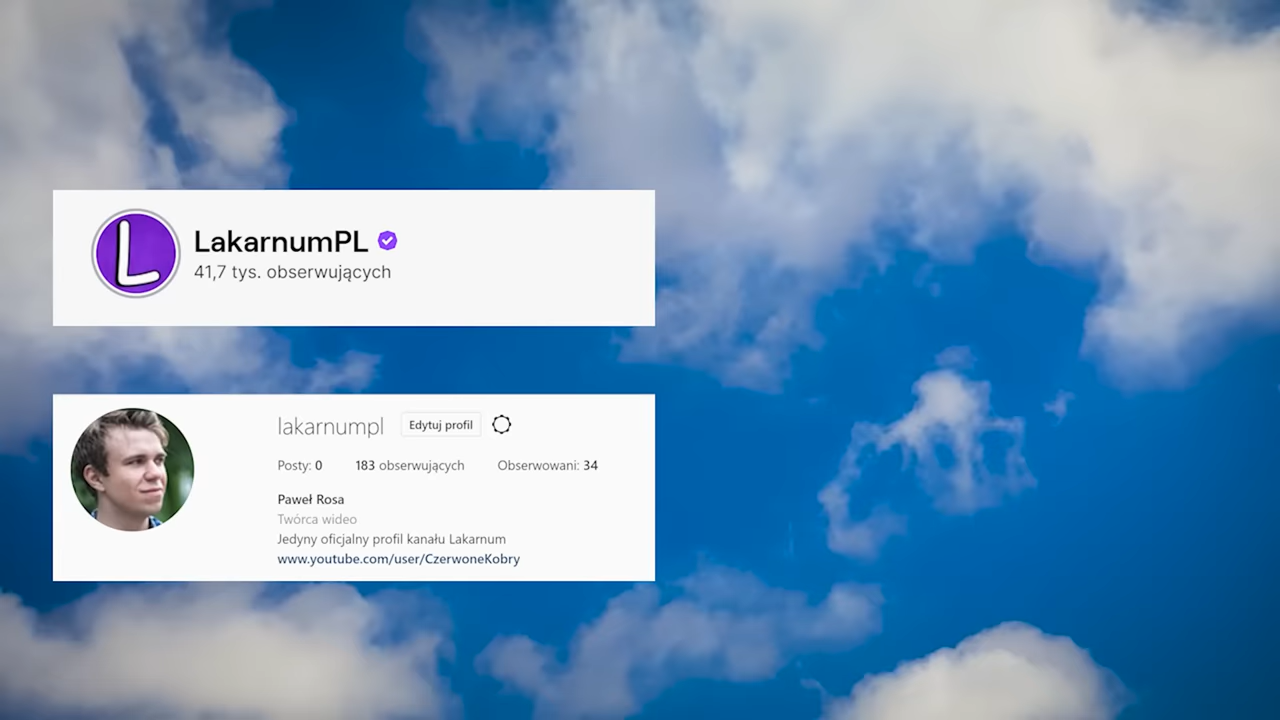 L
LakarnumPL
41,7 tys. obserwujących
lakarnumpl Edytuj profil
Posty: 0 183 obserwujących Obserwowani: 34
Paweł Rosa
Twórca wideo
Jedyny oficjalny profil kanału Lakarnum
www.youtube.com/user/CzerwoneKobry